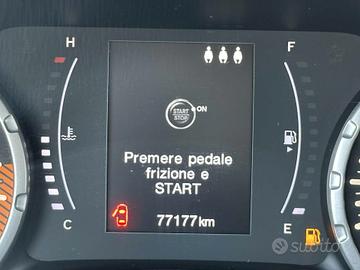 H
F
START
STOP
ON
Premere pedale
frizione e
START
C
77177km
E
subito